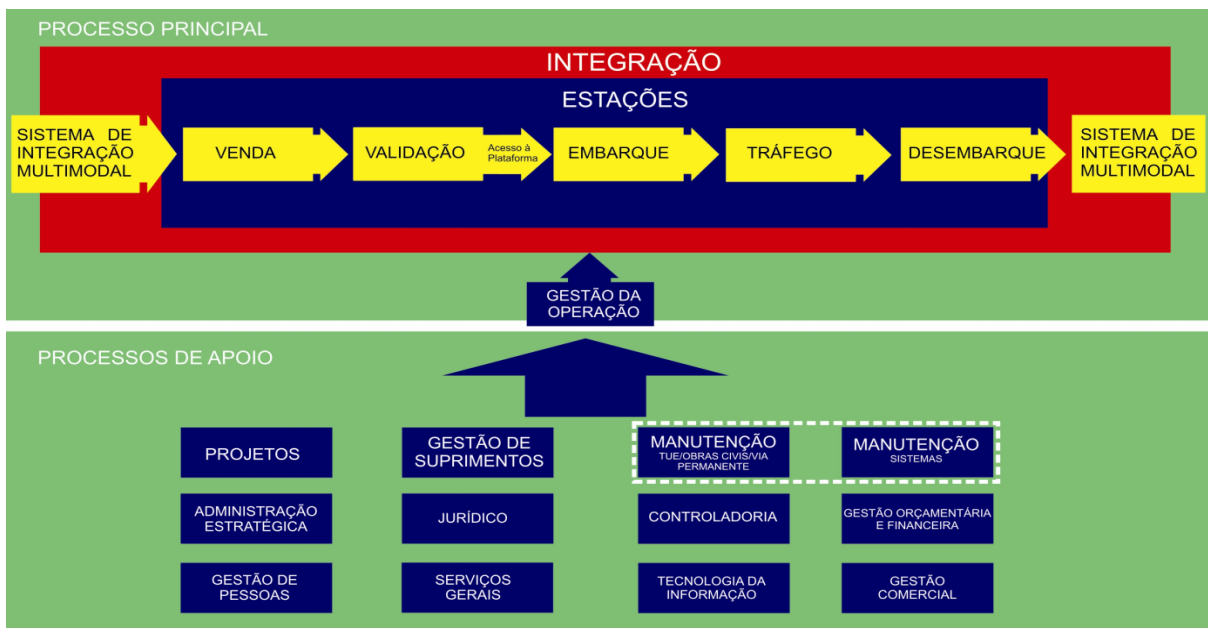 PROCESSO PRINCIPAL
INTEGRAÇÃO
ESTAÇÕES
SISTEMA DE
INTEGRAÇÃO
MULTIMODAL
VENDA
VALIDAÇÃO
Acesso à
Plataforma
EMBARQUE
TRÁFEGO
DESEMBARQUE
SISTEMA DE
INTEGRAÇÃO
MULTIMODAL
GESTÃO DA
OPERAÇÃO
PROCESSOS DE APOIO
PROJETOS
GESTÃO DE
SUPRIMENTOS
MANUTENÇÃO
TUE/OBRAS CIVIS/VIA
PERMANENTE
MANUTENÇÃO
SISTEMAS
ADMINISTRAÇÃO
ESTRATÉGICA
JURÍDICO
CONTROLADORIA
GESTÃO ORÇAMENTÁRIA
E FINANCEIRA
GESTÃO DE
PESSOAS
SERVIÇOS
GERAIS
TECNOLOGIA DA
INFORMAÇÃO
GESTÃO
COMERCIAL